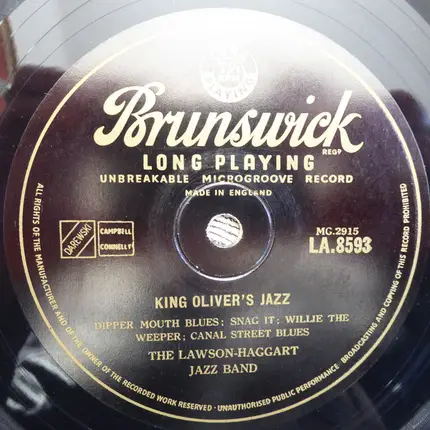 LONG
PLAYING
Brunswick
REGD
LONG PLAYING
UNBREAKABLE MICROGROOVE RECORD
MADE IN ENGLAND
DAREWSKI
CAMPBELL
CONNELLY
MG.2915
LA.8593
KING OLIVER'S JAZZ
DIPPER MOUTH BLUES; SNAG IT; WILLIE THE
WEEPER; CANAL STREET BLUES
THE LAWSON-HAGGART
JAZZ BAND
ALL RIGHTS OF THE MANUFACTURER AND OF THE OWNER OF THE RECORDED WORK RESERVED · UNAUTHORISED PUBLIC PERFORMANCE, BROADCASTING AND COPYING OF THIS RECORD PROHIBITED